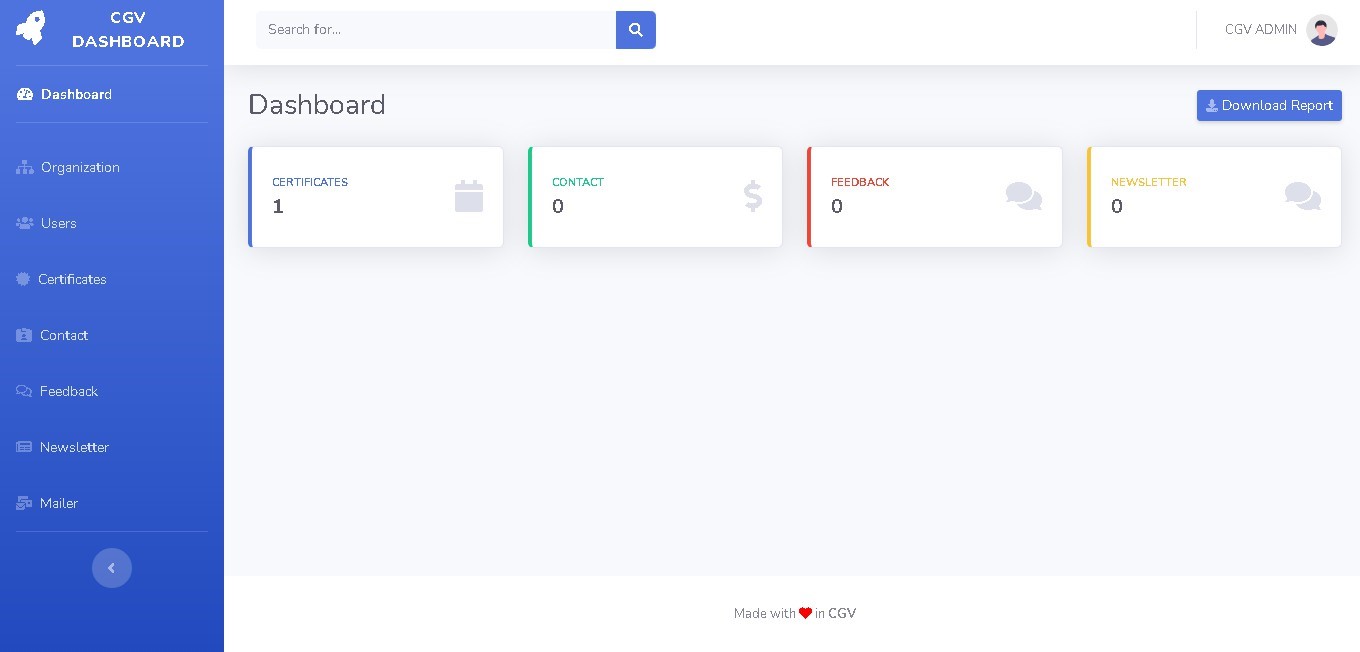 CGV
DASHBOARD
Dashboard
Organization
Users
Certificates
Contact
Feedback
Newsletter
Mailer
Search for...
CGV ADMIN
Dashboard
Download Report
CERTIFICATES
1
CONTACT
0
FEEDBACK
0
NEWSLETTER
0
Made with in CGV